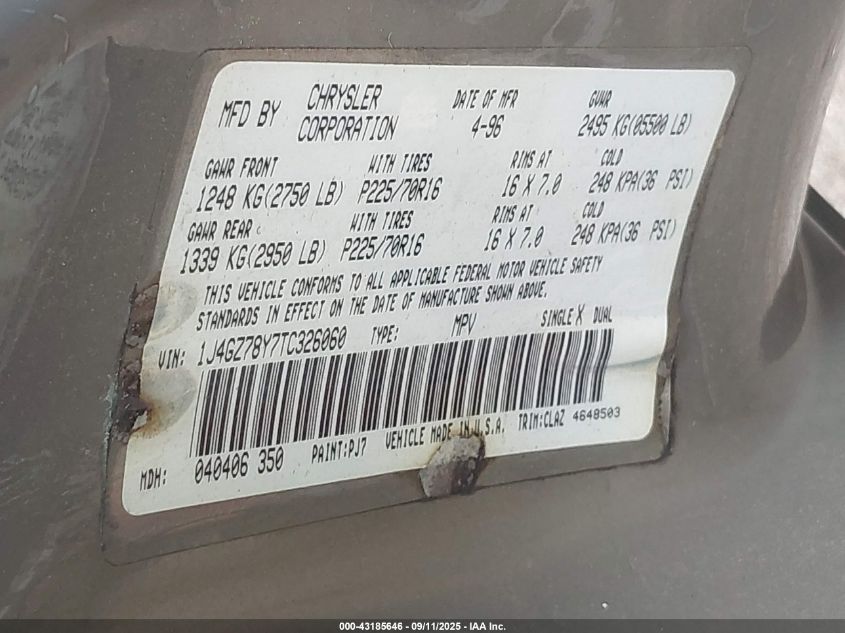 MFD BY CHRYSLER CORPORATION DATE OF MFR 4-96 GVWR 2495 KG(05500 LB)
GAWR FRONT WITH TIRES RIMS AT COLD
1248 KG(2750 LB) P225/70R16 16 X 7.0 248 KPA(36 PSI)
GAWR REAR WITH TIRES RIMS AT COLD
1339 KG(2950 LB) P225/70R16 16 X 7.0 248 KPA(36 PSI)
THIS VEHICLE CONFORMS TO ALL APPLICABLE FEDERAL MOTOR VEHICLE SAFETY
STANDARDS IN EFFECT ON THE DATE OF MANUFACTURE SHOWN ABOVE.
VIN: 1J4GZ78Y7TC326060 TYPE: MPV SINGLE X DUAL
MDH: 040406 350 PAINT:PJ7 VEHICLE MADE IN U.S.A. TRIM:CLAZ 4648503
000-43185646 - 09/11/2025 - IAA Inc.